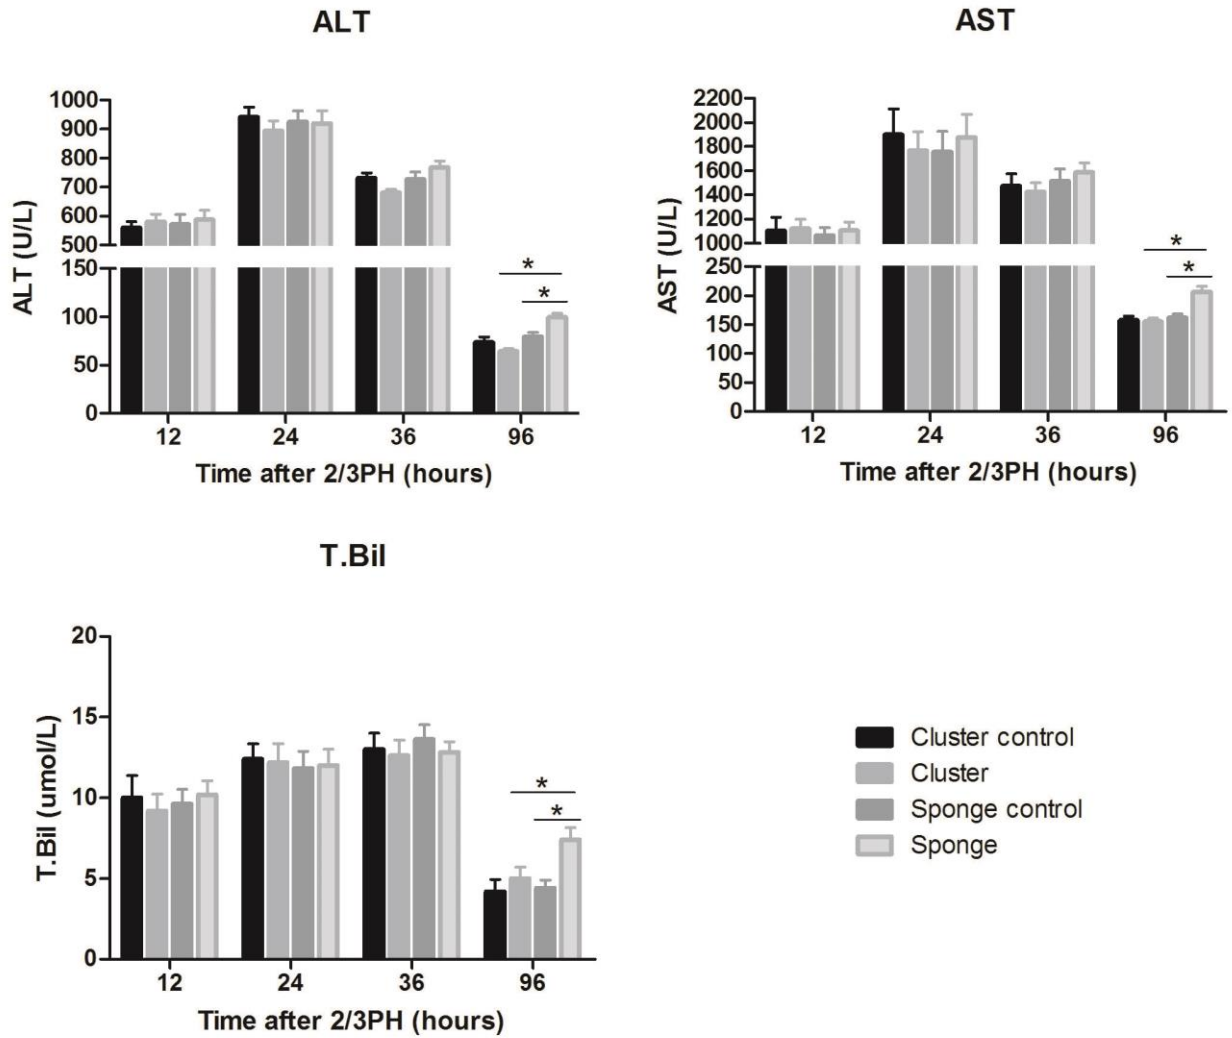 ALT
ALT (U/L)
1000
900
800
700
600
500
150
100
50
0
*
*
12 24 36 96
Time after 2/3PH (hours)
AST
AST (U/L)
2200
2000
1800
1600
1400
1200
1000
250
200
150
100
50
0
*
*
12 24 36 96
Time after 2/3PH (hours)
T.Bil
T.Bil (umol/L)
20
15
10
5
0
*
*
12 24 36 96
Time after 2/3PH (hours)
Cluster control
Cluster
Sponge control
Sponge